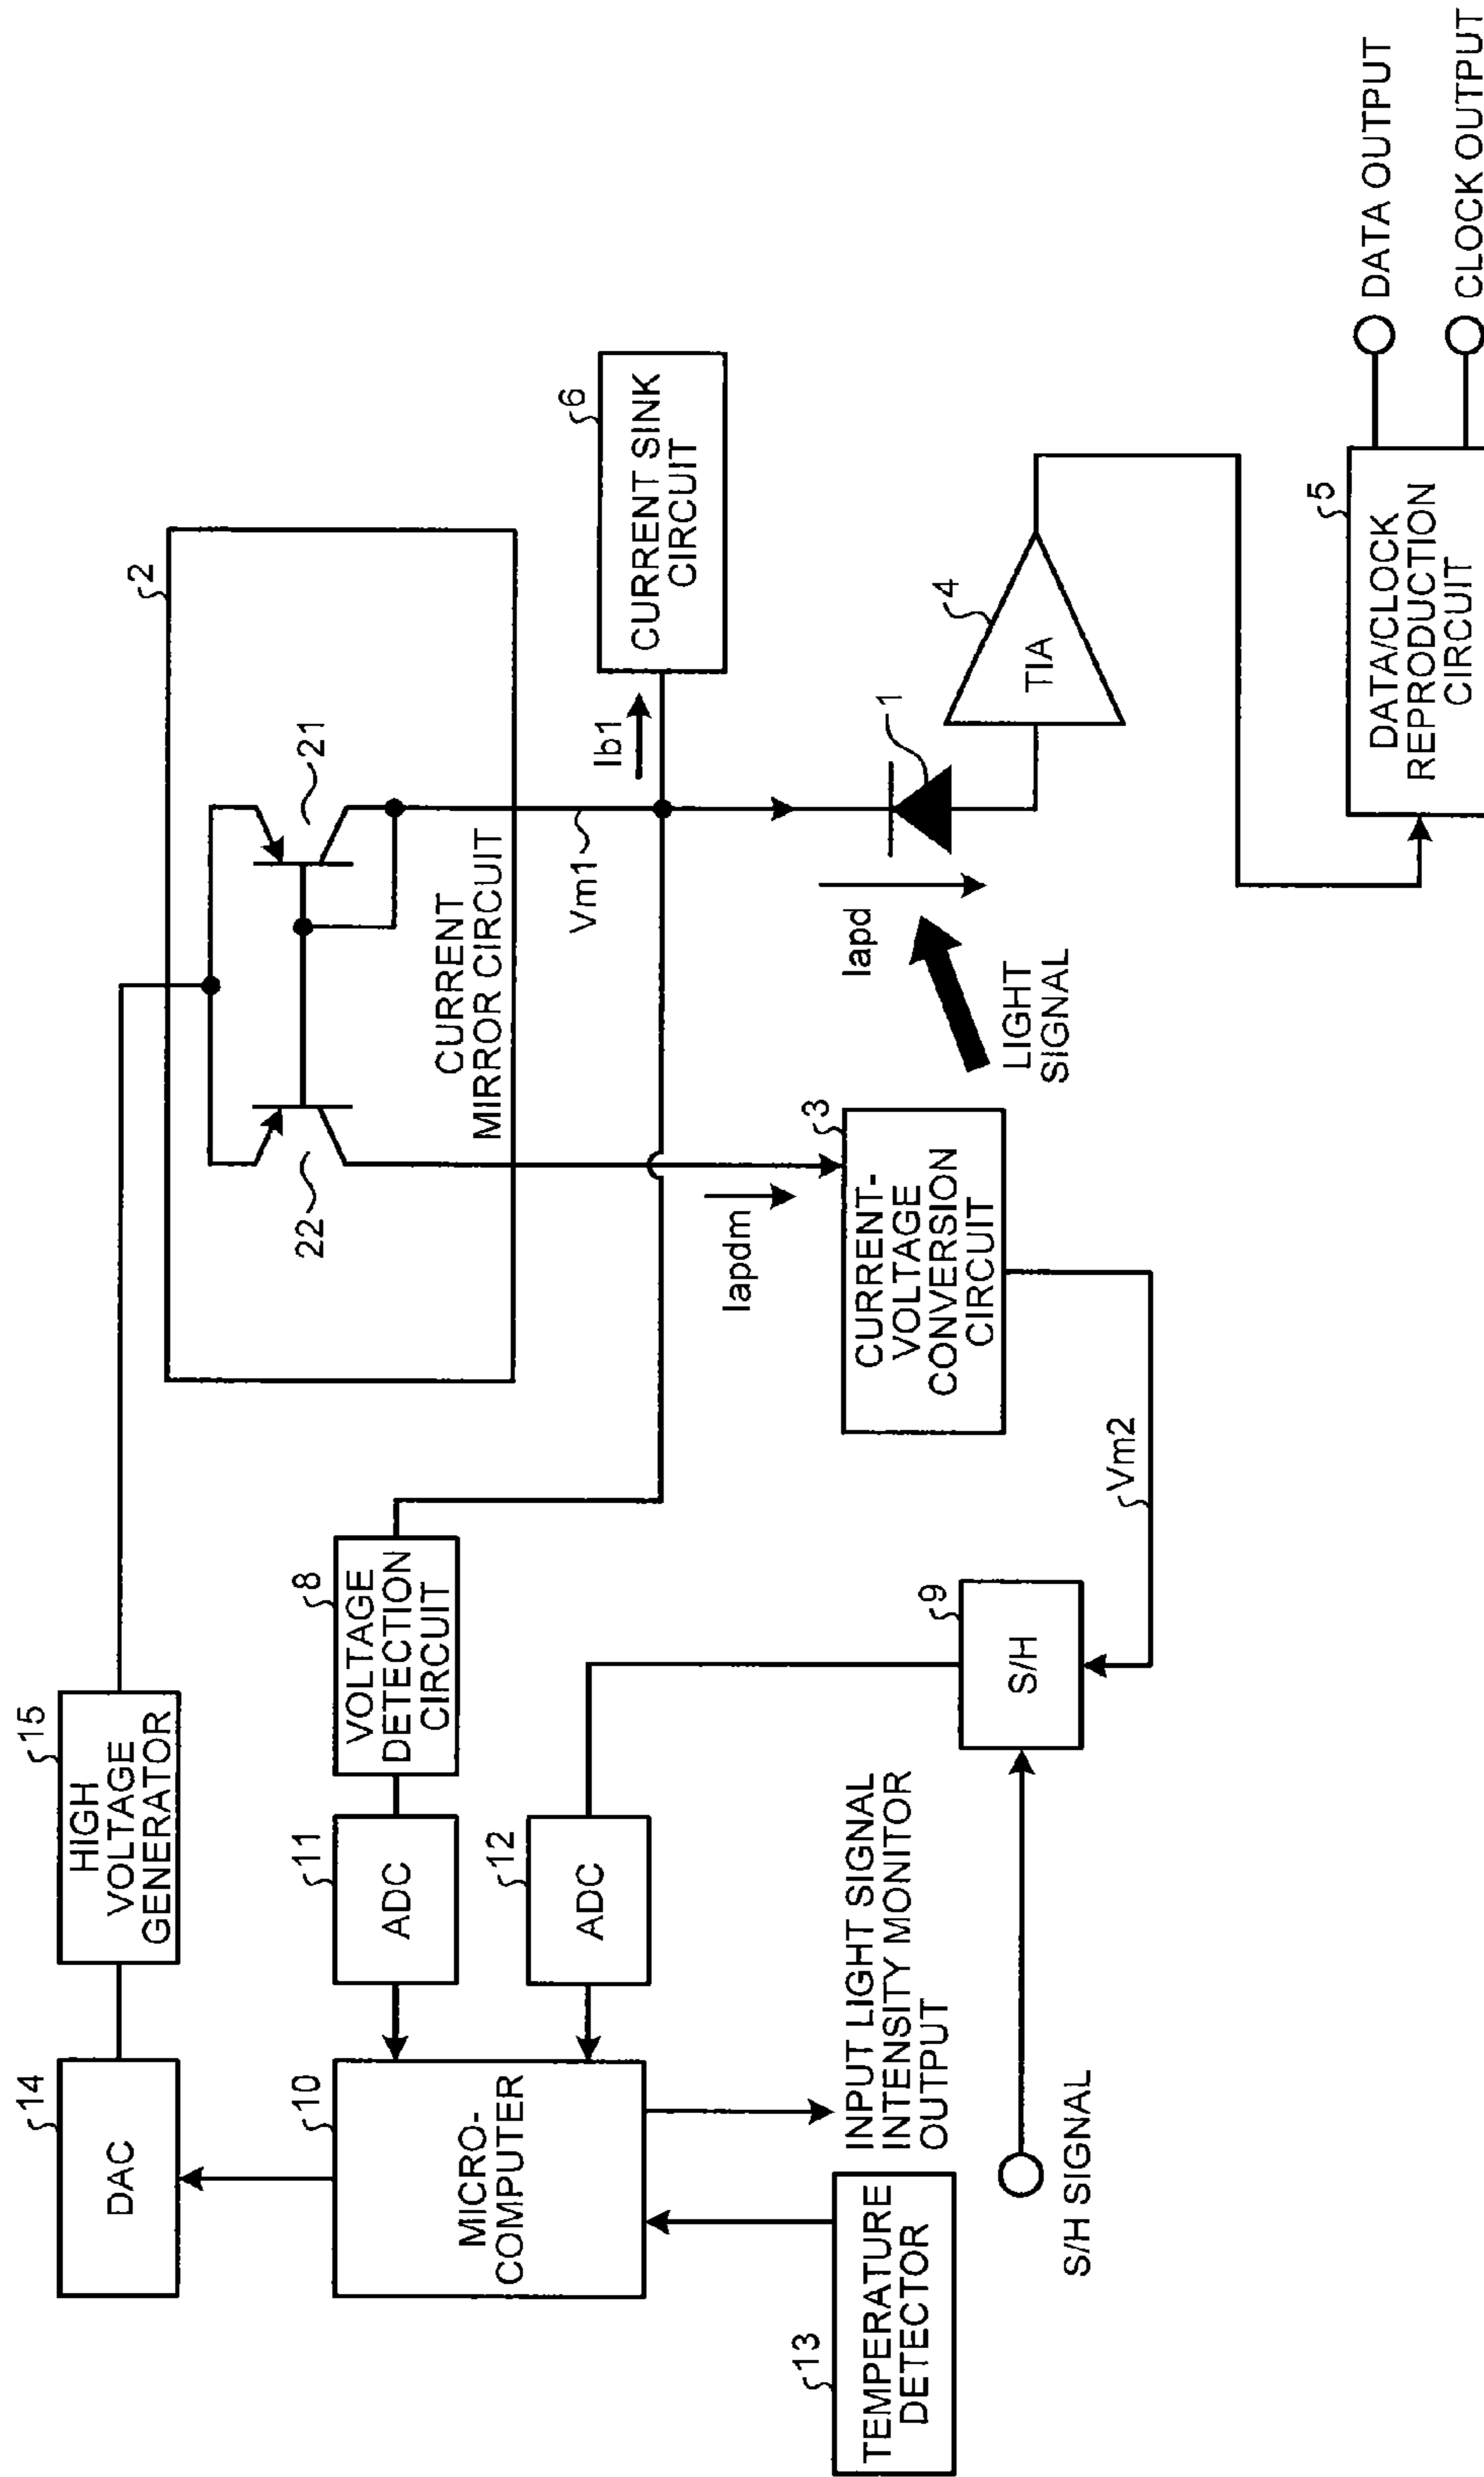 14
DAC
15
HIGH
VOLTAGE
GENERATOR
2
22
21
CURRENT
MIRROR CIRCUIT
10
MICRO-
COMPUTER
11
ADC
8
VOLTAGE
DETECTION
CIRCUIT
12
ADC
Vm1
Ib1
6
CURRENT SINK
CIRCUIT
13
TEMPERATURE
DETECTOR
INPUT LIGHT SIGNAL
INTENSITY MONITOR
OUTPUT
Iapdm
3
CURRENT-
VOLTAGE
CONVERSION
CIRCUIT
Iapd
LIGHT
SIGNAL
1
4
TIA
S/H SIGNAL
9
S/H
Vm2
5
DATA/CLOCK
REPRODUCTION
CIRCUIT
DATA OUTPUT
CLOCK OUTPUT